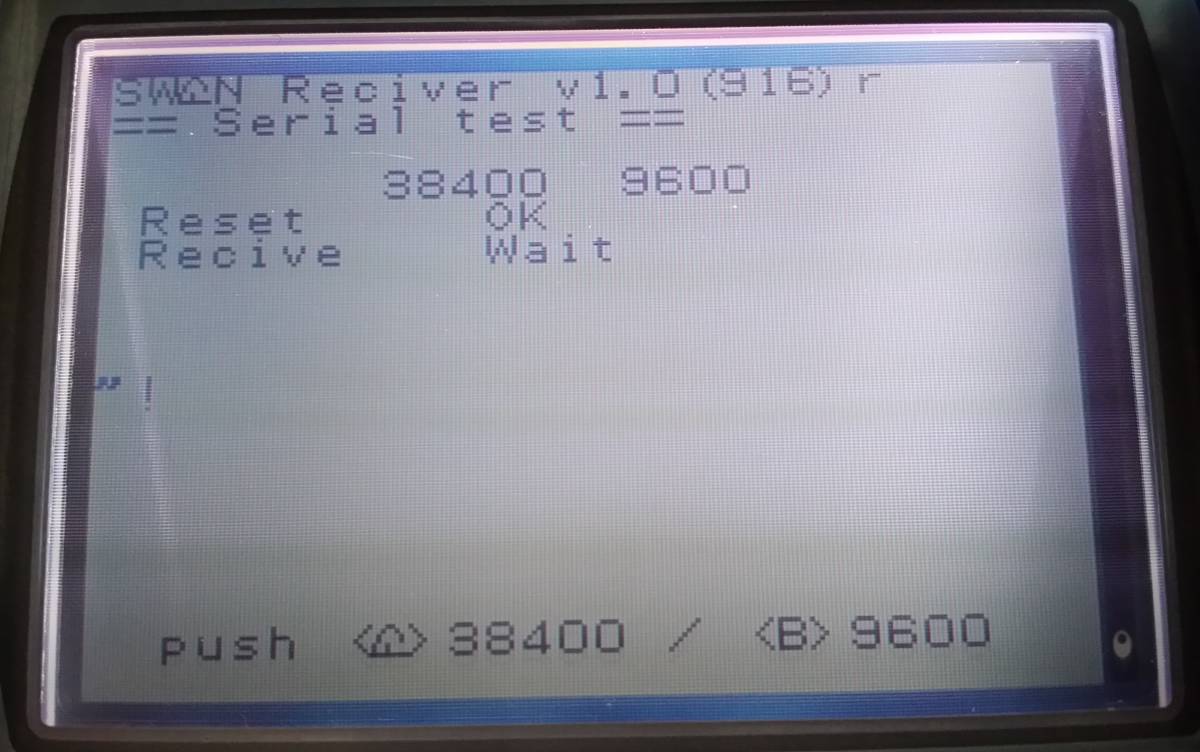 SWAN Reciver v1.0(916)r
== Serial test ==
38400 9600
Reset OK
Recive Wait
" !
push <A> 38400 / <B> 9600